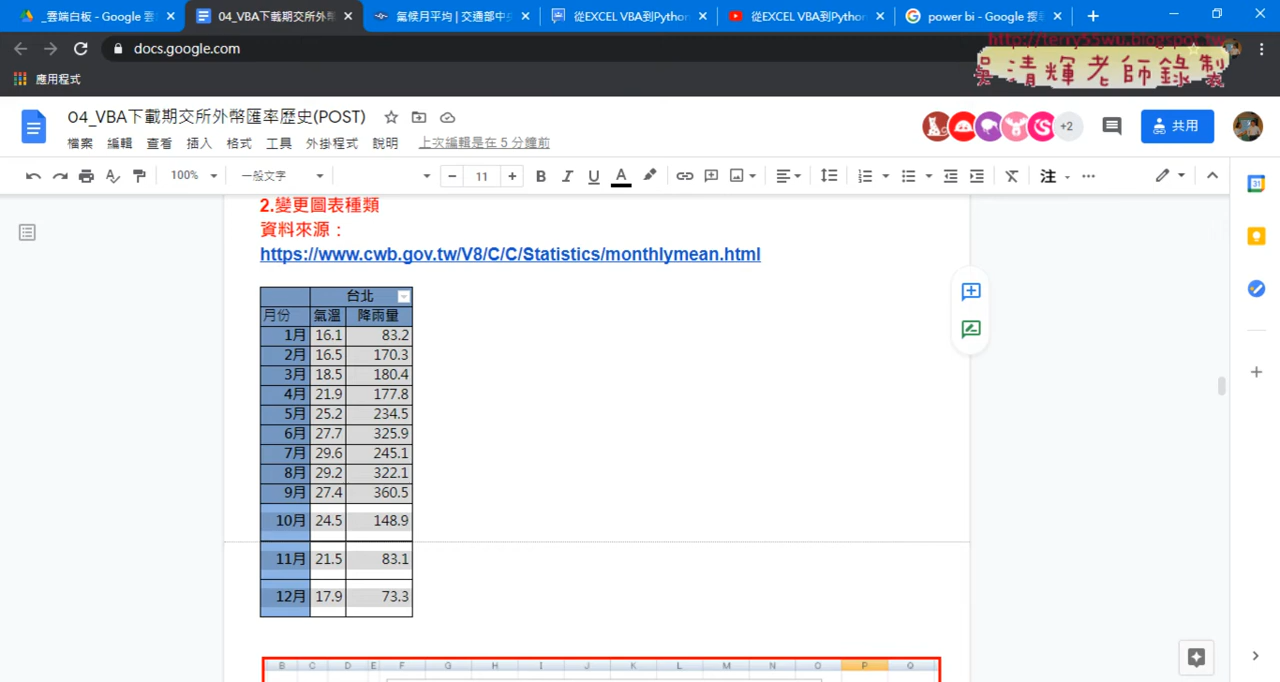 _雲端白板 - Google 雲
04_VBA下載期交所外幣
氣候月平均 | 交通部中央
從EXCEL VBA到Python
從EXCEL VBA到Python
power bi - Google 搜尋
docs.google.com
http://terry55wu.blogspot.tw
吳清輝老師錄製
應用程式
04_VBA下載期交所外幣匯率歷史(POST)
檔案 編輯 查看 插入 格式 工具 外掛程式 說明 上次編輯是在 5 分鐘前
+2
共用
100% 一般文字 11 B I U A 注
31
2.變更圖表種類
資料來源：
https://www.cwb.gov.tw/V8/C/C/Statistics/monthlymean.html
台北
月份 氣溫 降雨量
1月 16.1 83.2
2月 16.5 170.3
3月 18.5 180.4
4月 21.9 177.8
5月 25.2 234.5
6月 27.7 325.9
7月 29.6 245.1
8月 29.2 322.1
9月 27.4 360.5
10月 24.5 148.9
11月 21.5 83.1
12月 17.9 73.3
B C D E F G H I J K L M N O P Q